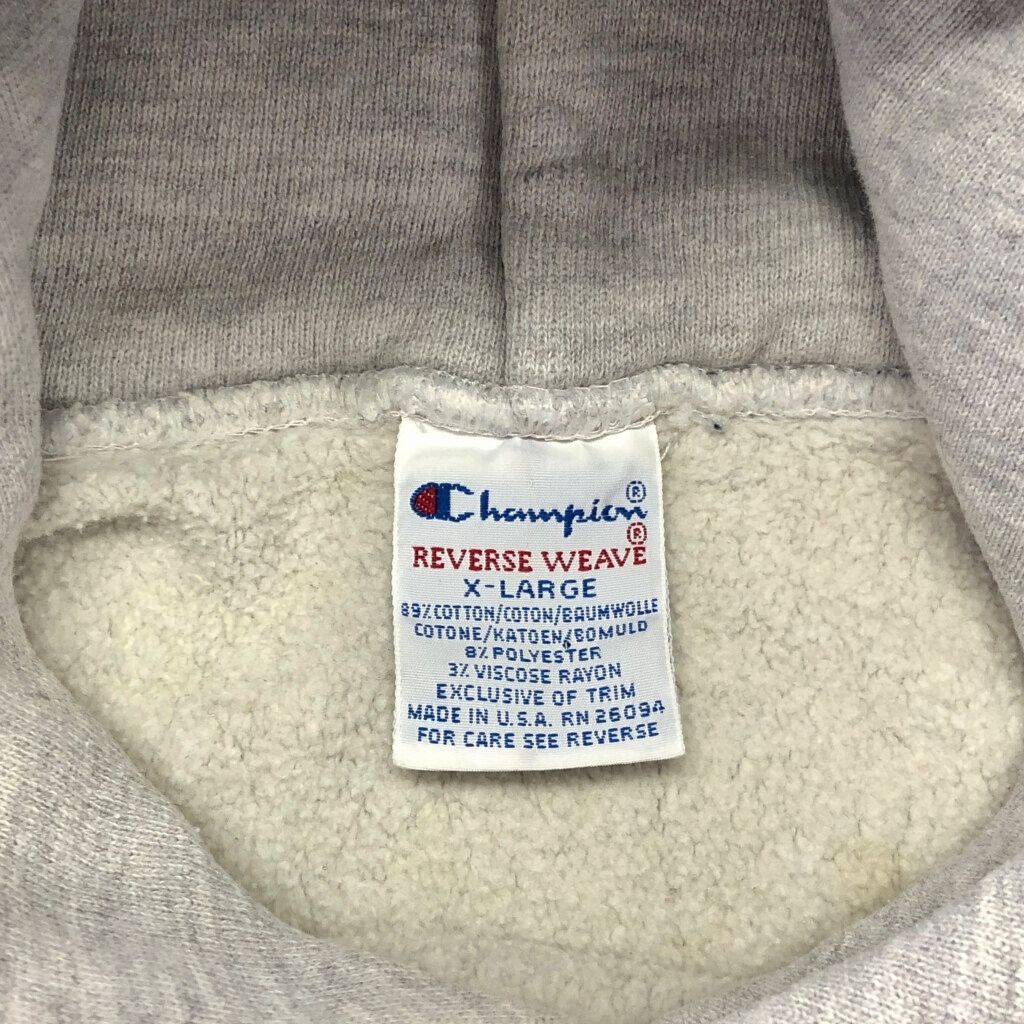 Champion®
REVERSE WEAVE®
X-LARGE
89% COTTON/COTON/BAUMWOLLE
COTONE/KATOEN/BOMULD
8% POLYESTER
3% VISCOSE RAYON
EXCLUSIVE OF TRIM
MADE IN U.S.A. RN 26094
FOR CARE SEE REVERSE